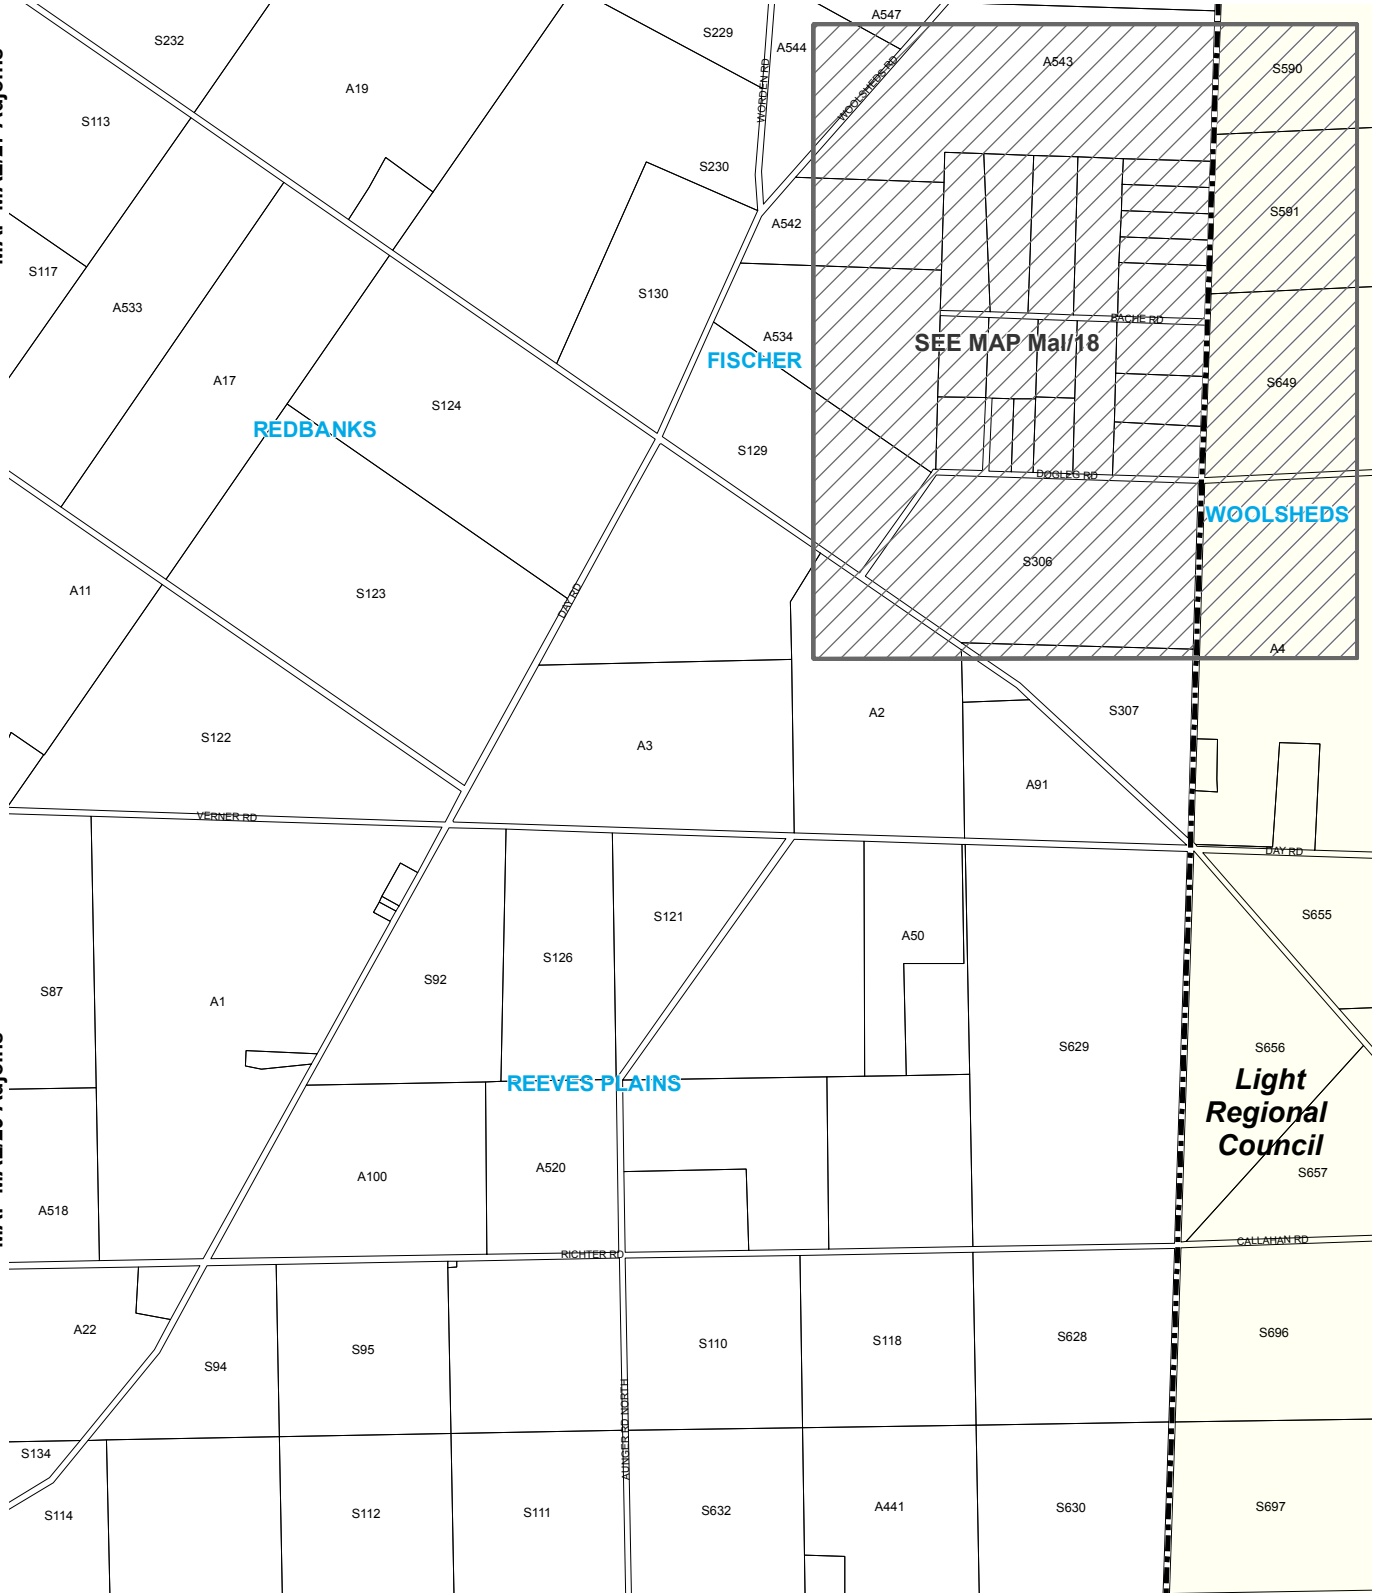 A547
S232
S229
A544
A543
S590
WORDEN RD
WOOLSHEDS RD
A19
S113
S230
S591
A542
S117
S130
A533
BACHE RD
A534
SEE MAP Mal/18
FISCHER
A17
S649
S124
REDBANKS
S129
DOGLEG RD
WOOLSHEDS
S306
A11
S123
DAY RD
A4
A2
S307
S122
A3
A91
VERNER RD
DAY RD
S121
S655
A50
S126
S92
S87
A1
S629
S656
REEVES PLAINS
Light
Regional
Council
A520
A100
S657
A518
CALLAHAN RD
RICHTER RD
A22
S696
S628
S110
S118
S95
S94
AUNGER RD NORTH
S134
S697
S630
A441
S632
S111
S112
S114